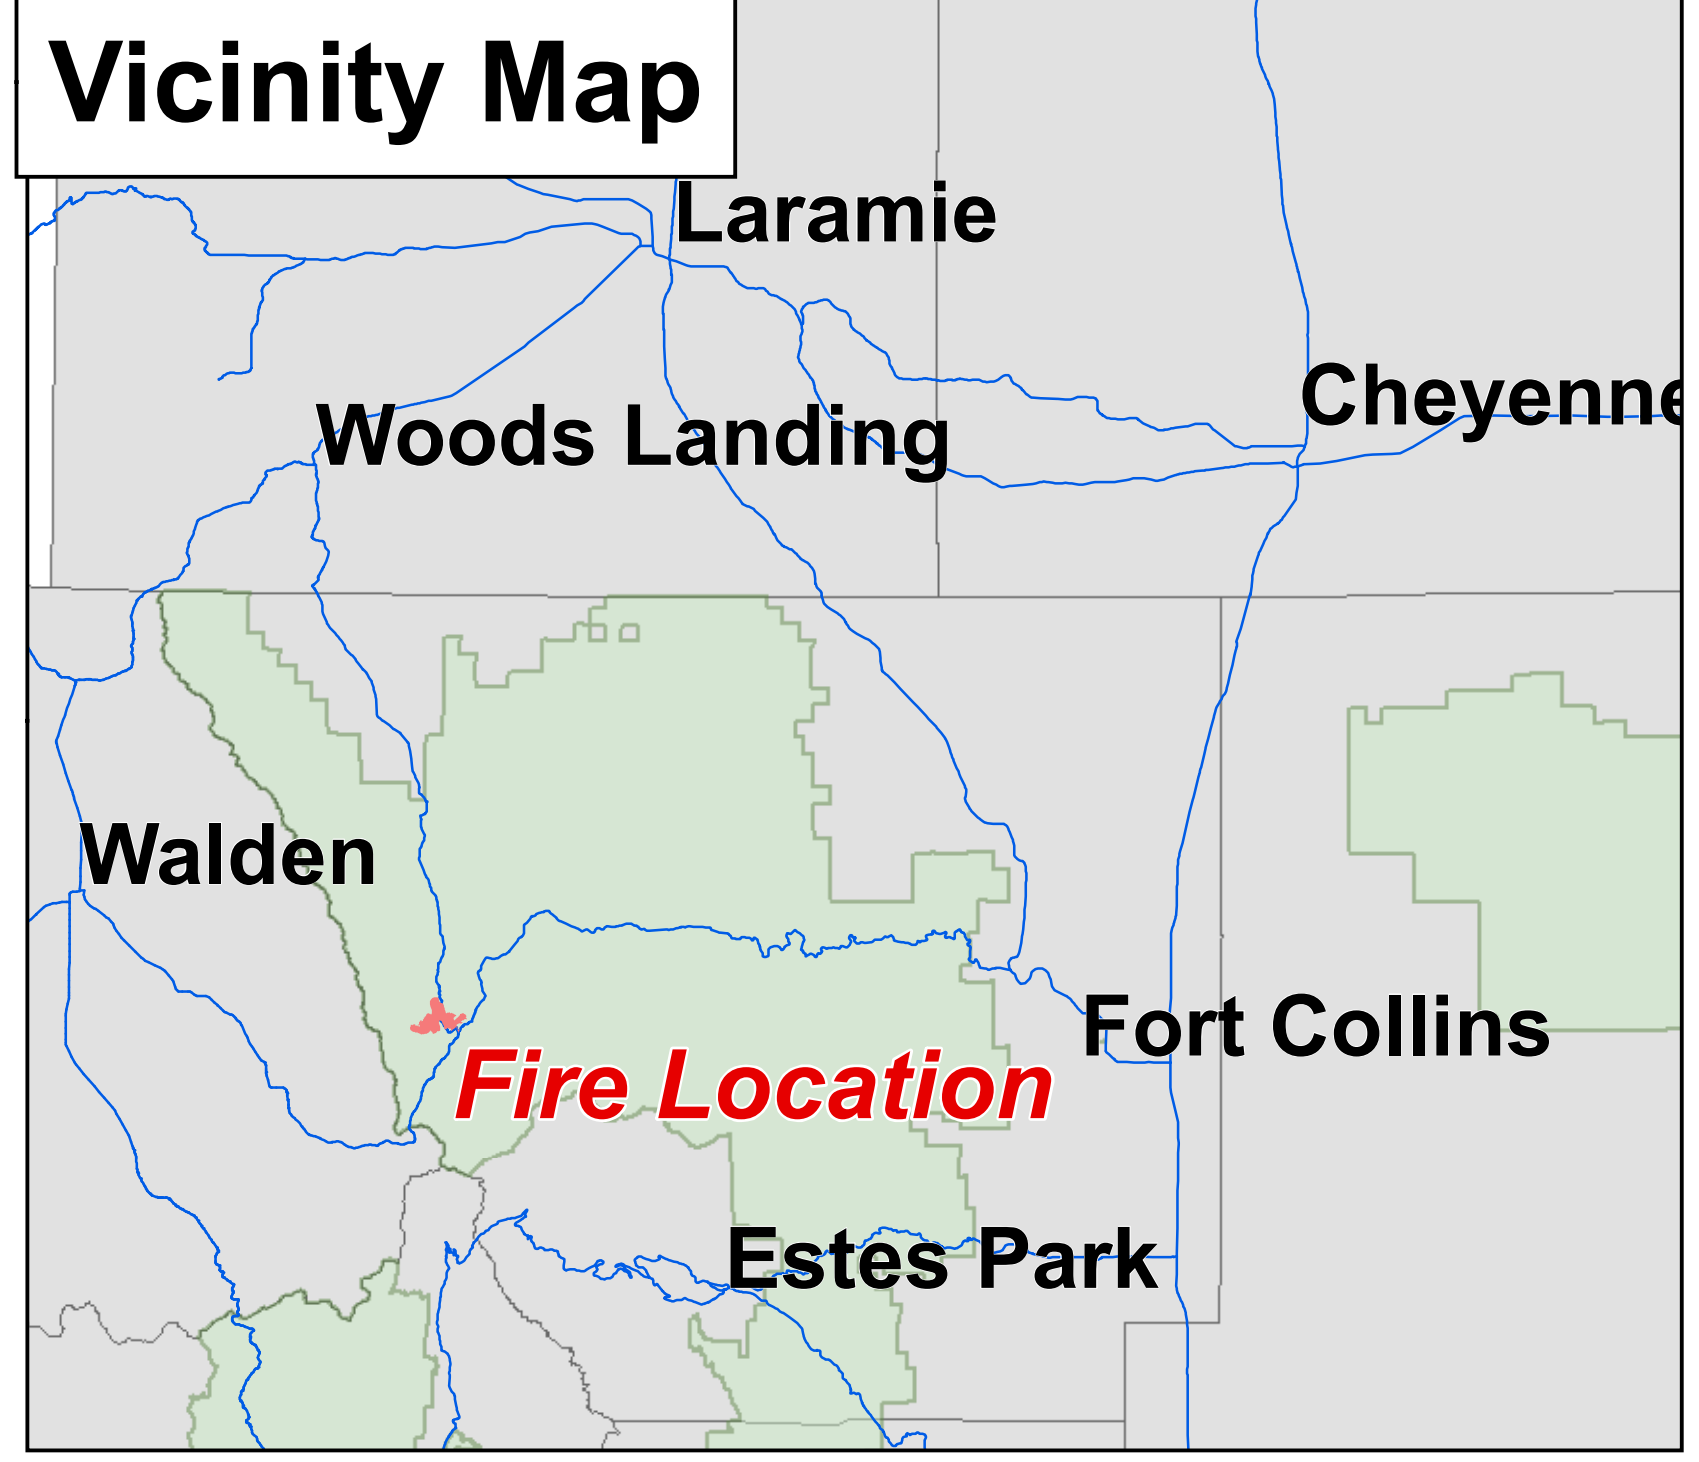 Vicinity Map
Laramie
Cheyenne
Woods Landing
Walden
Fort Collins
Fire Location
Estes Park